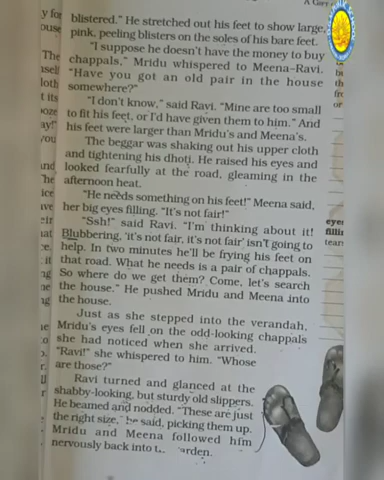 blistered." He stretched out his feet to show large,
pink, peeling blisters on the soles of his bare feet.
"I suppose he doesn't have the money to buy
chappals," Mridu whispered to Meena-Ravi.
"Have you got an old pair in the house
somewhere?"
"I don't know," said Ravi. "Mine are too small
to fit his feet, or I'd have given them to him." And
his feet were larger than Mridu's and Meena's.
The beggar was shaking out his upper cloth
and tightening his dhoti. He raised his eyes and
looked fearfully at the road, gleaming in the
afternoon heat.
"He needs something on his feet!" Meena said,
her big eyes filling. "It's not fair!"
"Ssh!" said Ravi. "I'm thinking about it!
Blubbering, 'it's not fair, it's not fair' isn't going to
help. In two minutes he'll be frying his feet on
that road. What he needs is a pair of chappals.
So where do we get them? Come, let's search
the house." He pushed Mridu and Meena into
the house.
Just as she stepped into the verandah,
Mridu's eyes fell on the odd-looking chappals
she had noticed when she arrived.
"Ravi!" she whispered to him. "Whose
are those?"
Ravi turned and glanced at the
shabby-looking, but sturdy old slippers.
He beamed and nodded. "These are just
the right size," he said, picking them up.
Mridu and Meena followed him
nervously back into